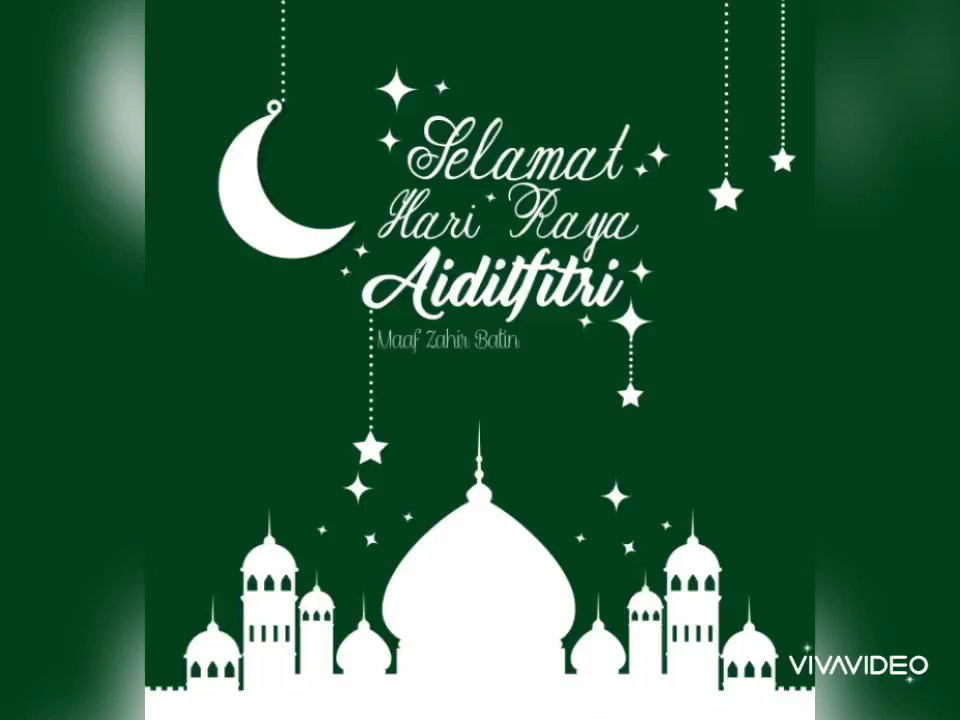 Selamat
Hari Raya
Aidilfitri
Maaf Zahir Batin
VIVAVIDEO